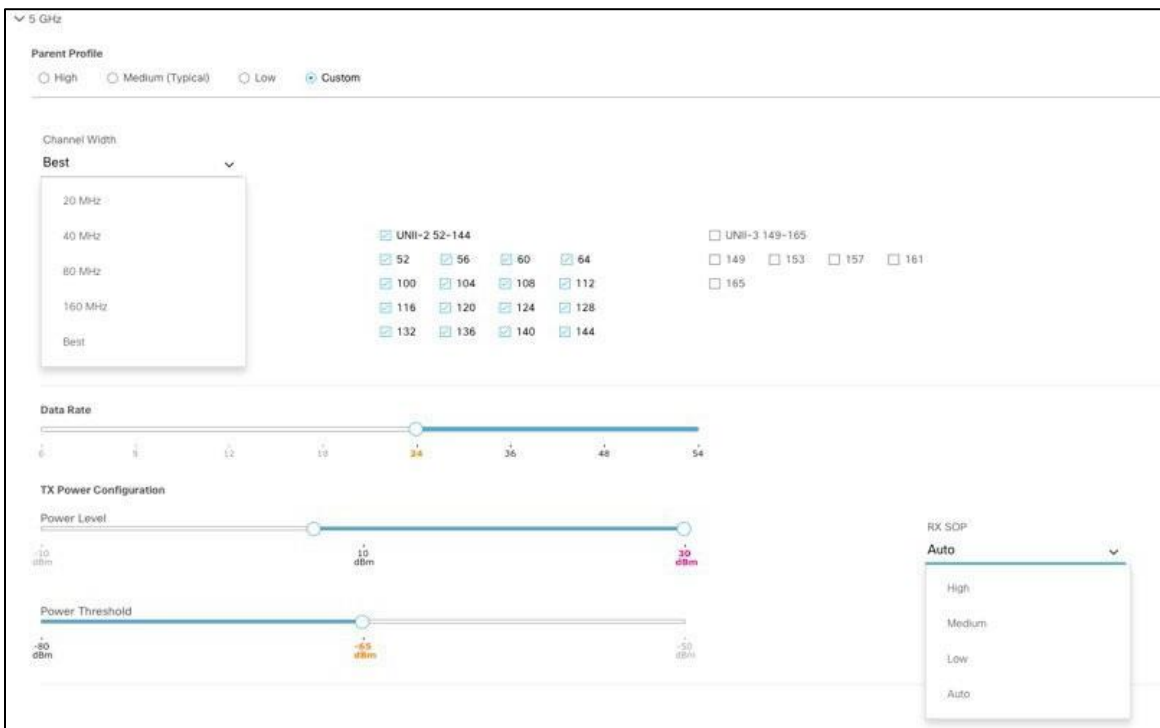 5 GHz
Parent Profile
High Medium (Typical) Low Custom
Channel Width
Best
20 MHz
40 MHz
80 MHz
160 MHz
Best
UNII-2 52-144
52 56 60 64
100 104 108 112
116 120 124 128
132 136 140 144
UNII-3 149-165
149 153 157 161
165
Data Rate
6 9 12 18 24 36 48 54
TX Power Configuration
Power Level
-10 dBm 10 dBm 30 dBm
Power Threshold
-80 dBm -65 dBm -50 dBm
RX SOP
Auto
High
Medium
Low
Auto